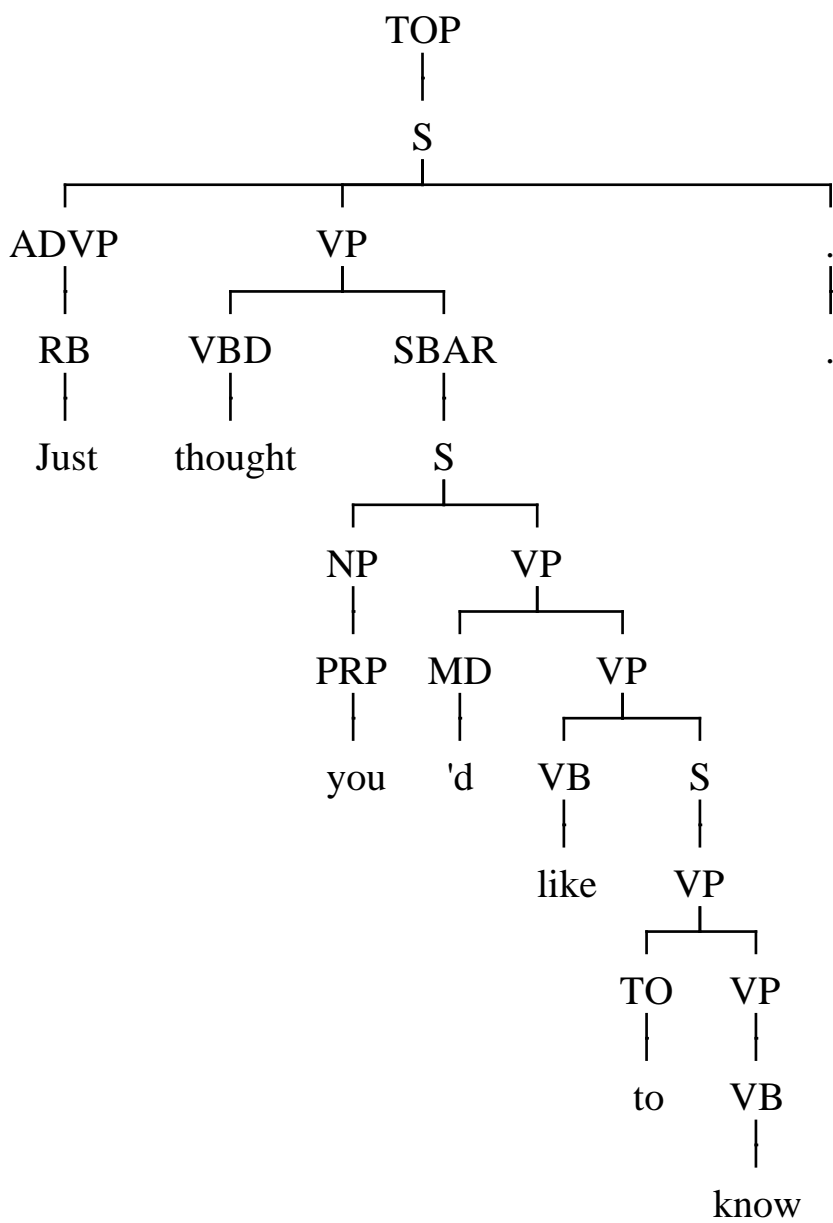 TOP
S
ADVP VP .
RB VBD SBAR .
Just thought S
NP VP
PRP MD VP
you 'd VB S
like VP
TO VP
to VB
know